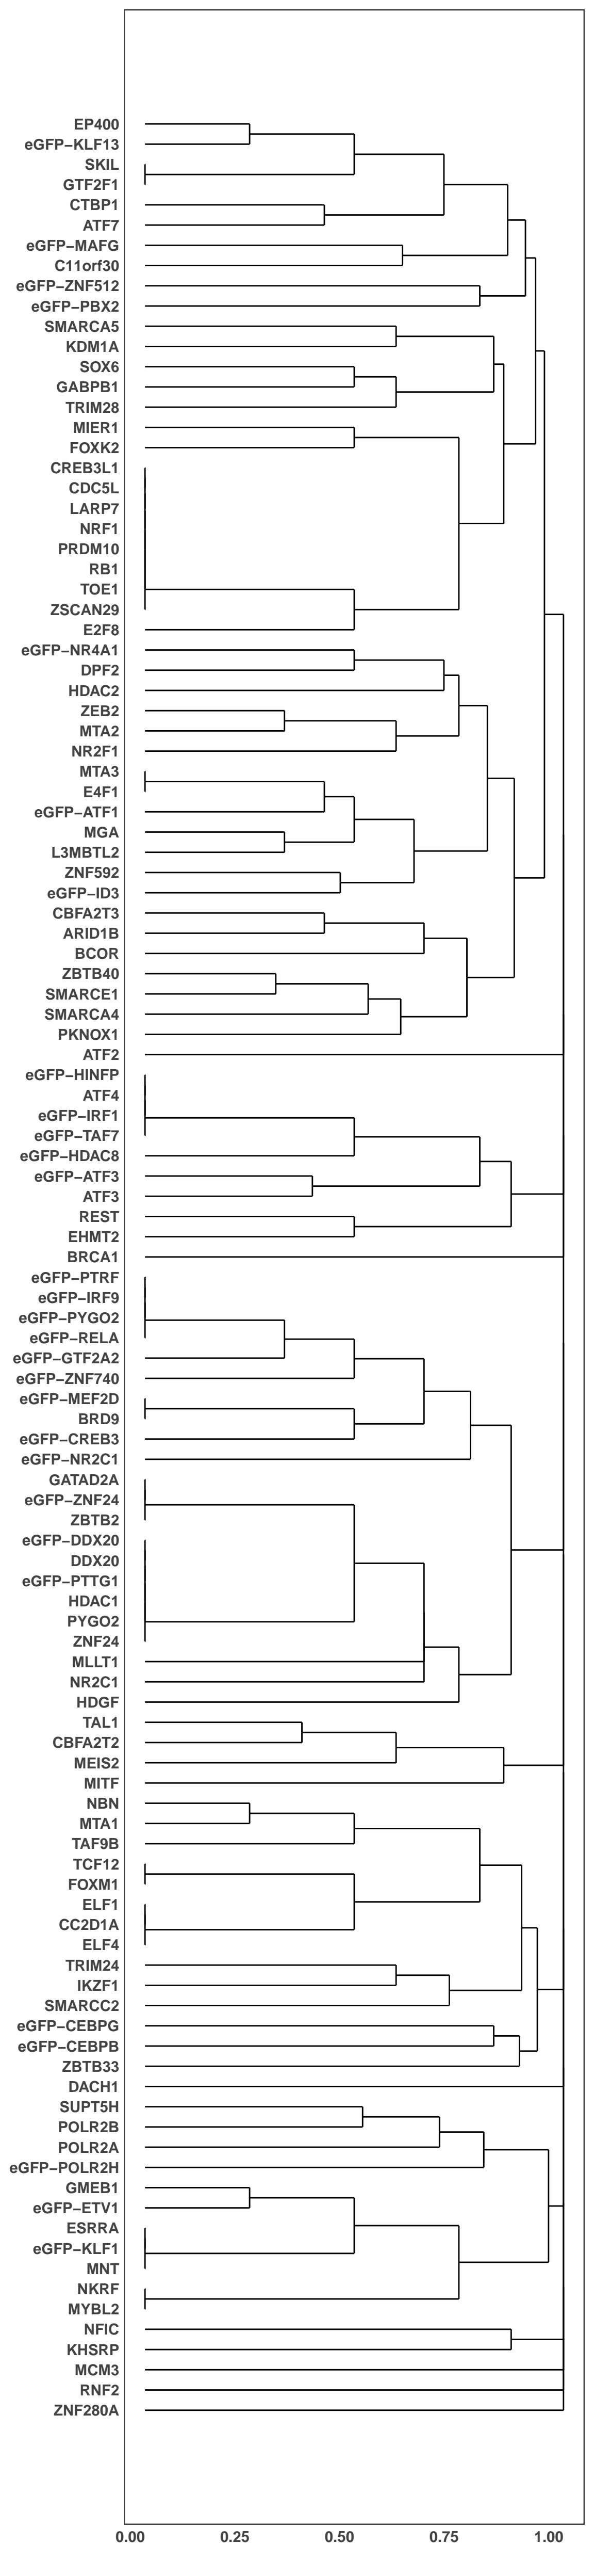 EP400
eGFP−KLF13
SKIL
GTF2F1
CTBP1
ATF7
eGFP−MAFG
C11orf30
eGFP−ZNF512
eGFP−PBX2
SMARCA5
KDM1A
SOX6
GABPB1
TRIM28
MIER1
FOXK2
CREB3L1
CDC5L
LARP7
NRF1
PRDM10
RB1
TOE1
ZSCAN29
E2F8
eGFP−NR4A1
DPF2
HDAC2
ZEB2
MTA2
NR2F1
MTA3
E4F1
eGFP−ATF1
MGA
L3MBTL2
ZNF592
eGFP−ID3
CBFA2T3
ARID1B
BCOR
ZBTB40
SMARCE1
SMARCA4
PKNOX1
ATF2
eGFP−HINFP
ATF4
eGFP−IRF1
eGFP−TAF7
eGFP−HDAC8
eGFP−ATF3
ATF3
REST
EHMT2
BRCA1
eGFP−PTRF
eGFP−IRF9
eGFP−PYGO2
eGFP−RELA
eGFP−GTF2A2
eGFP−ZNF740
eGFP−MEF2D
BRD9
eGFP−CREB3
eGFP−NR2C1
GATAD2A
eGFP−ZNF24
ZBTB2
eGFP−DDX20
DDX20
eGFP−PTTG1
HDAC1
PYGO2
ZNF24
MLLT1
NR2C1
HDGF
TAL1
CBFA2T2
MEIS2
MITF
NBN
MTA1
TAF9B
TCF12
FOXM1
ELF1
CC2D1A
ELF4
TRIM24
IKZF1
SMARCC2
eGFP−CEBPG
eGFP−CEBPB
ZBTB33
DACH1
SUPT5H
POLR2B
POLR2A
eGFP−POLR2H
GMEB1
eGFP−ETV1
ESRRA
eGFP−KLF1
MNT
NKRF
MYBL2
NFIC
KHSRP
MCM3
RNF2
ZNF280A
0.00 0.25 0.50 0.75 1.00